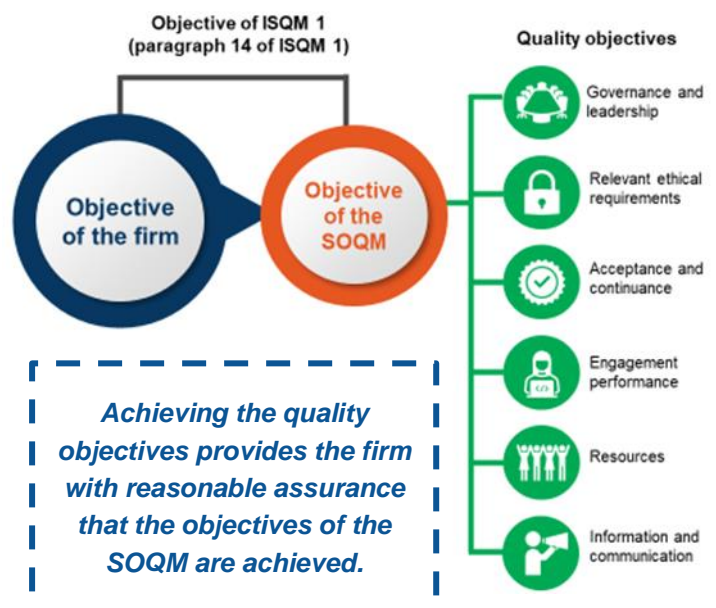 Objective of ISQM 1
(paragraph 14 of ISQM 1)
Objective
of the firm
Objective
of the
SOQM
Quality objectives
Governance and
leadership
Relevant ethical
requirements
Acceptance and
continuance
Engagement
performance
Resources
Information and
communication
Achieving the quality
objectives provides the firm
with reasonable assurance
that the objectives of the
SOQM are achieved.